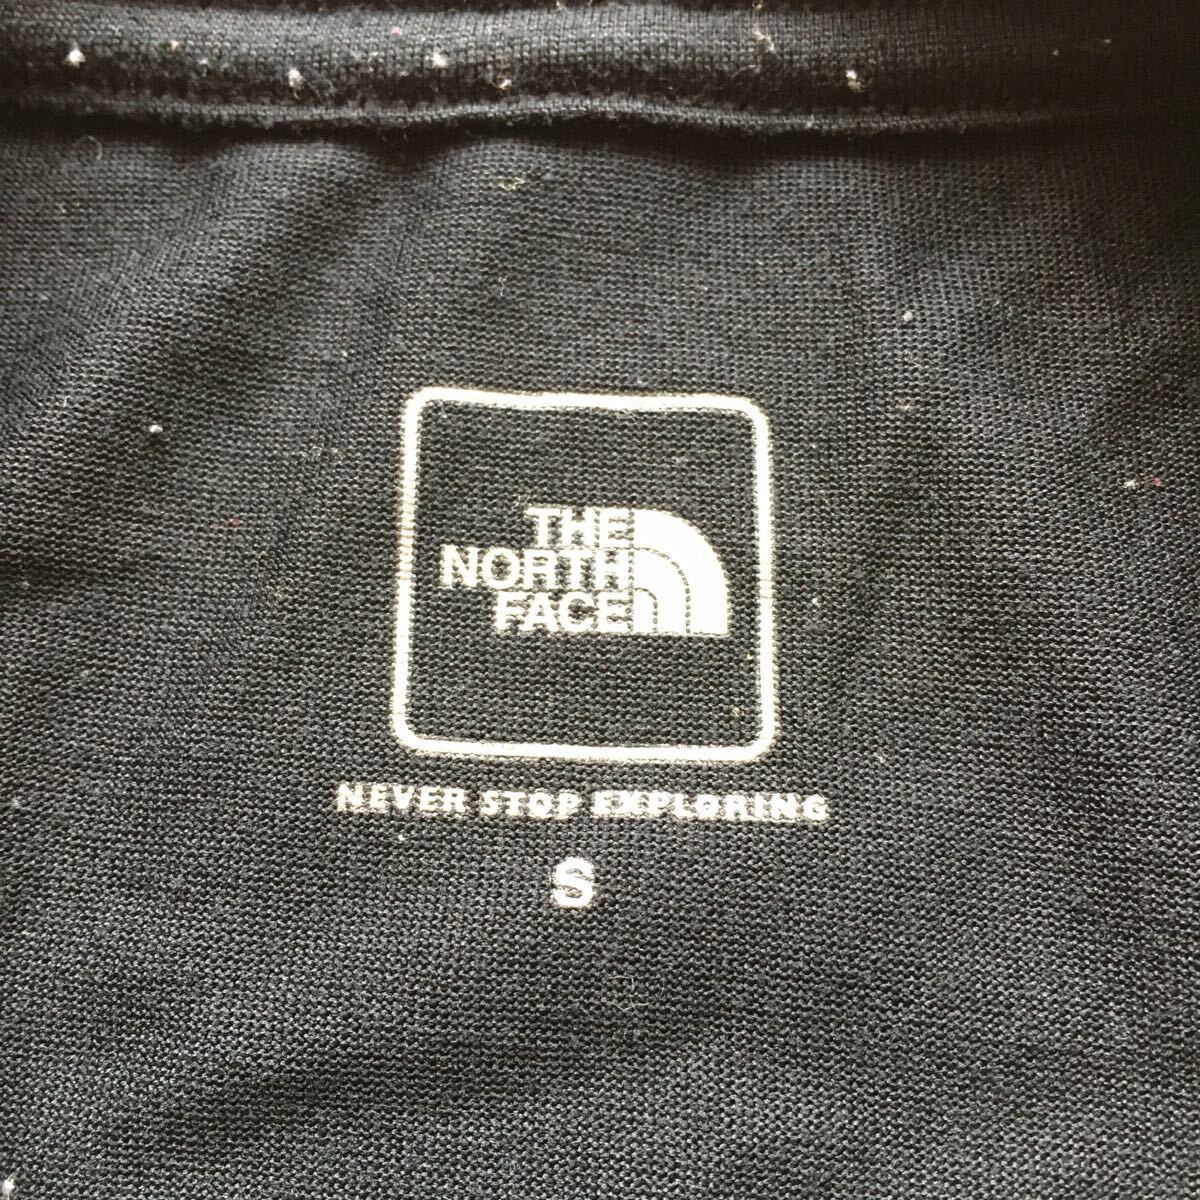 THE
NORTH
FACE
NEVER STOP EXPLORING
S